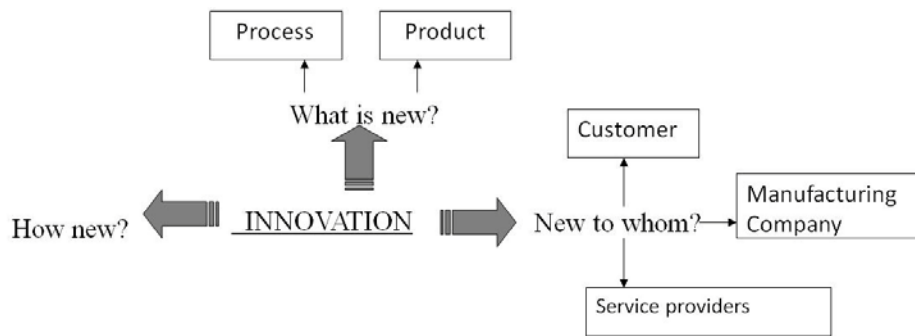 Process
Product
What is new?
Customer
How new?
INNOVATION
New to whom?
Manufacturing
Company
Service providers